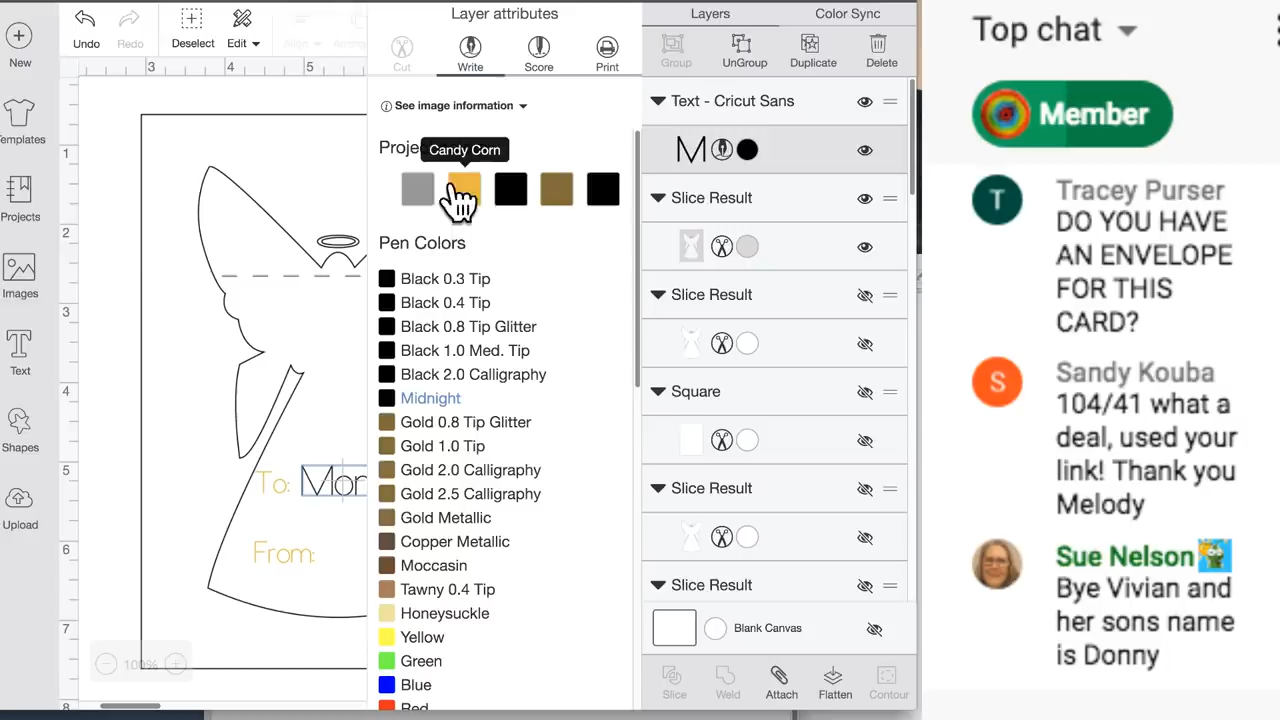 Undo
Redo
Deselect
Edit
Align
Layer attributes
Cut
Write
Score
Print
See image information
Candy Corn
Pen Colors
Black 0.3 Tip
Black 0.4 Tip
Black 0.8 Tip Glitter
Black 1.0 Med. Tip
Black 2.0 Calligraphy
Midnight
Gold 0.8 Tip Glitter
Gold 1.0 Tip
Gold 2.0 Calligraphy
Gold 2.5 Calligraphy
Gold Metallic
Copper Metallic
Moccasin
Tawny 0.4 Tip
Honeysuckle
Yellow
Green
Blue
Red
New
Templates
Projects
Images
Text
Shapes
Upload
3 4 5
1
2
3
4
5
6
7
8
To: Mor
From:
100%
Layers
Color Sync
Group
UnGroup
Duplicate
Delete
Text - Cricut Sans
M
Slice Result
Slice Result
Square
Slice Result
Slice Result
Blank Canvas
Slice
Weld
Attach
Flatten
Contour
Top chat
Member
T
Tracey Purser
DO YOU HAVE
AN ENVELOPE
FOR THIS
CARD?
S
Sandy Kouba
104/41 what a
deal, used your
link! Thank you
Melody
Sue Nelson
Bye Vivian and
her sons name
is Donny